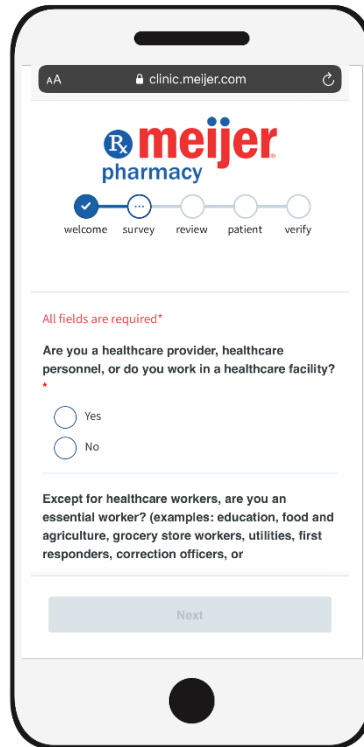 AA clinic.meijer.com
Rx meijer
pharmacy
welcome survey review patient verify
All fields are required*
Are you a healthcare provider, healthcare
personnel, or do you work in a healthcare facility?
*
Yes
No
Except for healthcare workers, are you an
essential worker? (examples: education, food and
agriculture, grocery store workers, utilities, first
responders, correction officers, or
Next